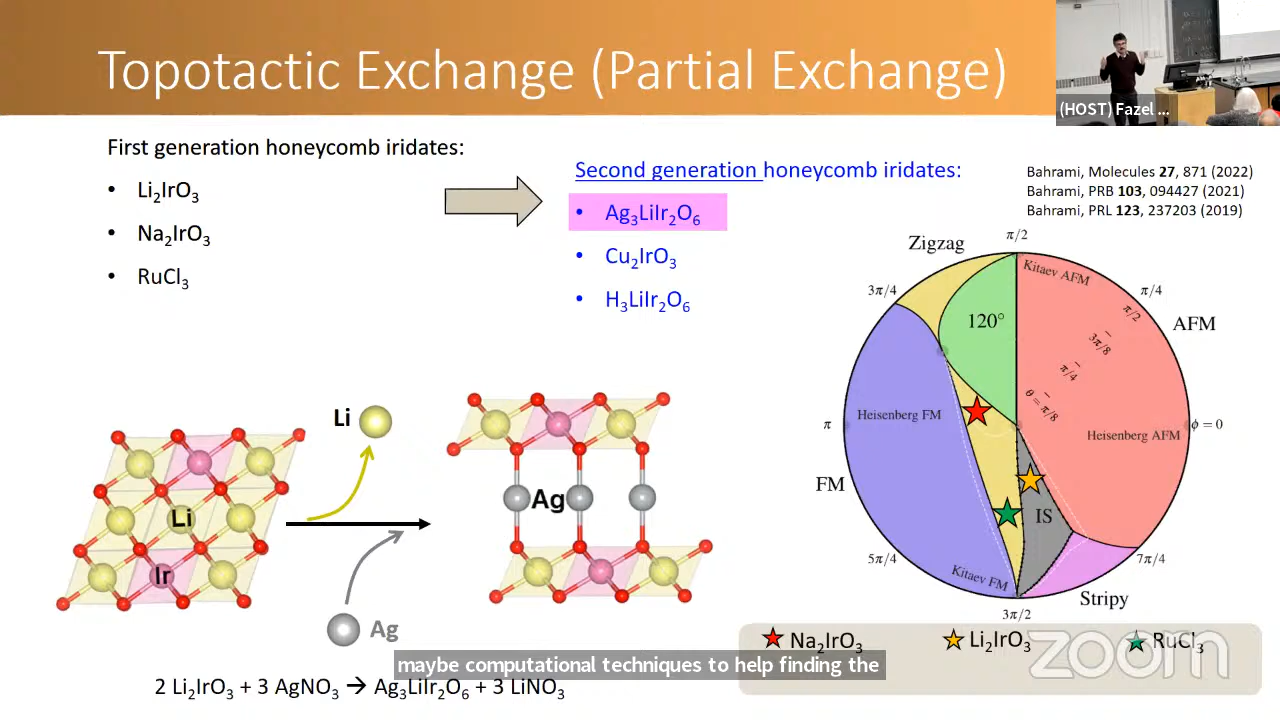 Topotactic Exchange (Partial Exchange)
(HOST) Fazel ...
First generation honeycomb iridates:
• Li₂IrO₃
• Na₂IrO₃
• RuCl₃
Second generation honeycomb iridates:
• Ag₃LiIr₂O₆
• Cu₂IrO₃
• H₃LiIr₂O₆
Bahrami, Molecules 27, 871 (2022)
Bahrami, PRB 103, 094427 (2021)
Bahrami, PRL 123, 237203 (2019)
Li
Li
Ir
Ag
Ag
2 Li₂IrO₃ + 3 AgNO₃ → Ag₃LiIr₂O₆ + 3 LiNO₃
Zigzag
π/2
Kitaev AFM
3π/4
π/4
120°
π/2
AFM
3π/8
π/4
θ = π/8
Heisenberg FM
π
Heisenberg AFM
ϕ = 0
FM
IS
5π/4
Kitaev FM
7π/4
Stripy
3π/2
Na₂IrO₃
Li₂IrO₃
RuCl₃
zoom
maybe computational techniques to help finding the